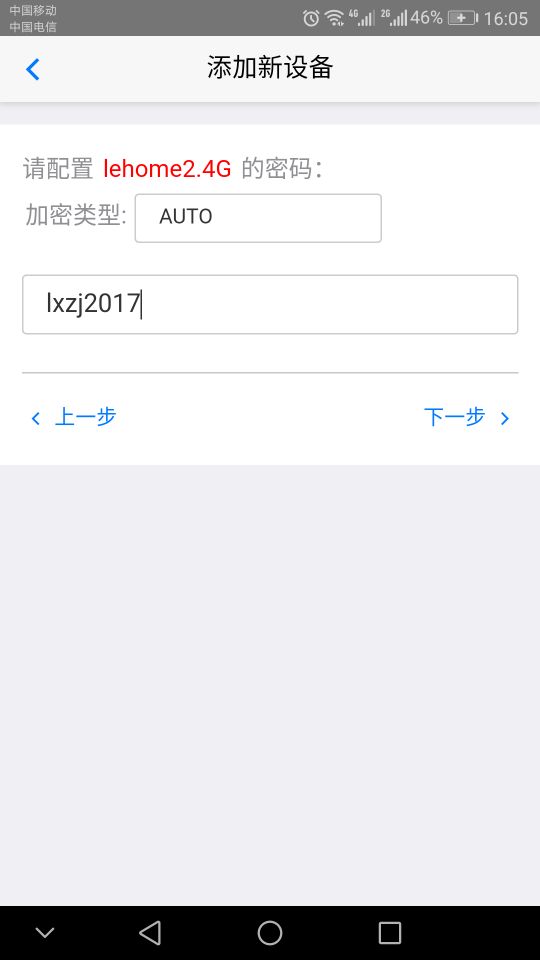 中国移动
中国电信
4G 2G 46% 16:05
添加新设备
请配置 lehome2.4G 的密码：
加密类型: AUTO
lxzj2017
上一步 下一步